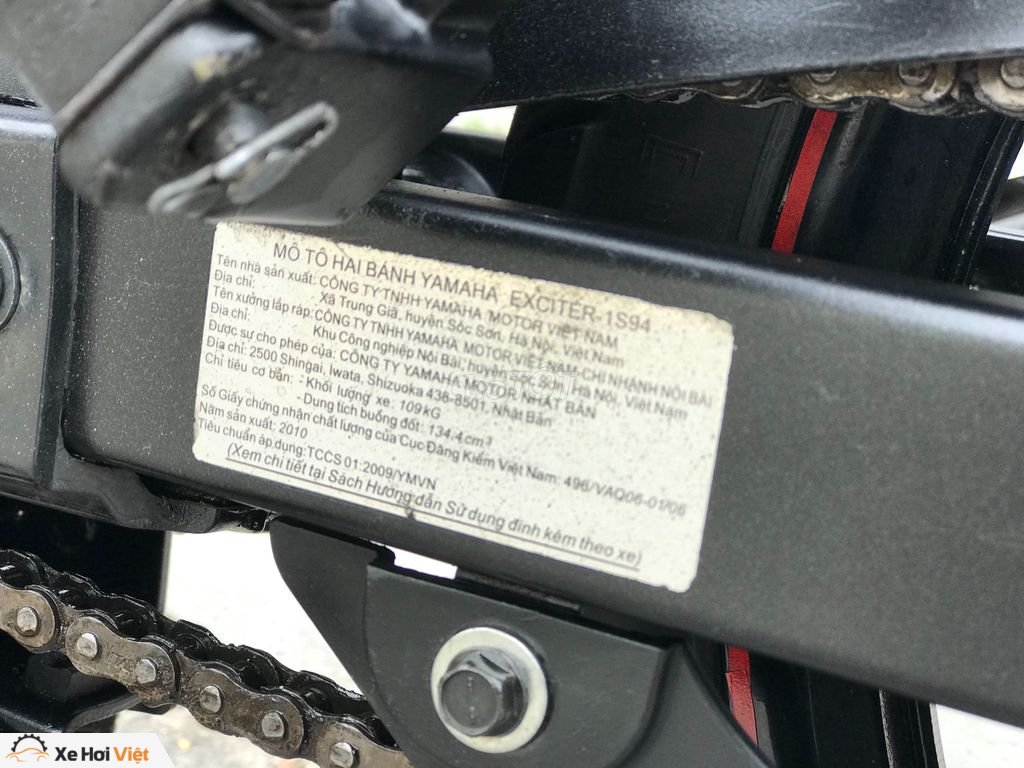 MÔ TÔ HAI BÁNH YAMAHA EXCITER-1S94
Tên nhà sản xuất: CÔNG TY TNHH YAMAHA MOTOR VIỆT NAM
Địa chỉ: Xã Trung Giã, huyện Sóc Sơn, Hà Nội, Việt Nam
Tên xưởng lắp ráp: CÔNG TY TNHH YAMAHA MOTOR VIỆT NAM-CHI NHÁNH NỘI BÀI
Địa chỉ: Khu Công nghiệp Nội Bài, huyện Hà Nội, Việt Nam
Được sự cho phép của: CÔNG TY YAMAHA MOTOR NHẬT BẢN
Địa chỉ: 2500 Shingai, Iwata, Shizuoka 436-8501, Nhật Bản
Chỉ tiêu cơ bản: - Khối lượng xe: 109kG
- Dung tích buồng đốt: 134.4cm³
Số Giấy chứng nhận chất lượng của Cục Đăng Kiểm Việt Nam: 496/VAQ06-01/06
Năm sản xuất: 2010
Tiêu chuẩn áp dụng: TCCS 01:2009/YMVN
(Xem chi tiết tại Sách Hướng dẫn Sử dụng đính kèm theo xe)
Xe Hơi Việt